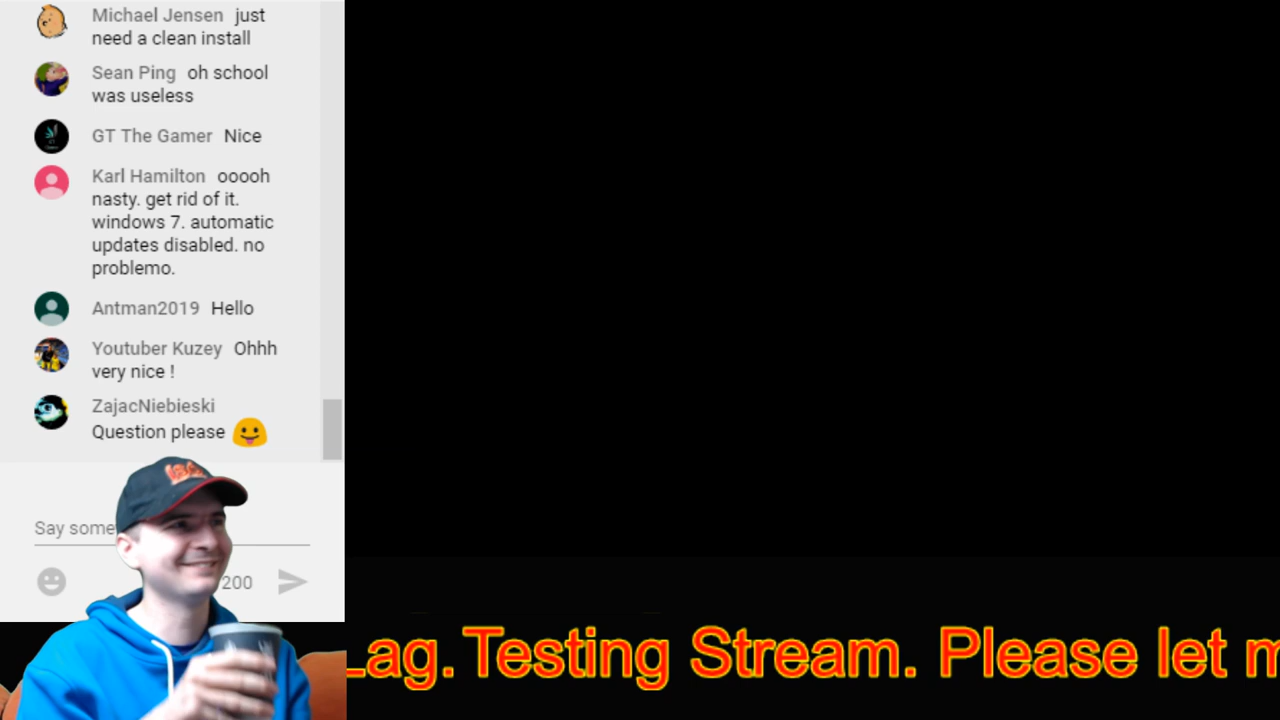 Michael Jensen just
need a clean install
Sean Ping oh school
was useless
GT The Gamer Nice
Karl Hamilton ooooh
nasty. get rid of it.
windows 7. automatic
updates disabled. no
problemo.
Antman2019 Hello
Youtuber Kuzey Ohhh
very nice !
ZajacNiebieski
Question please
Say some
200
Lag. Testing Stream. Please let m